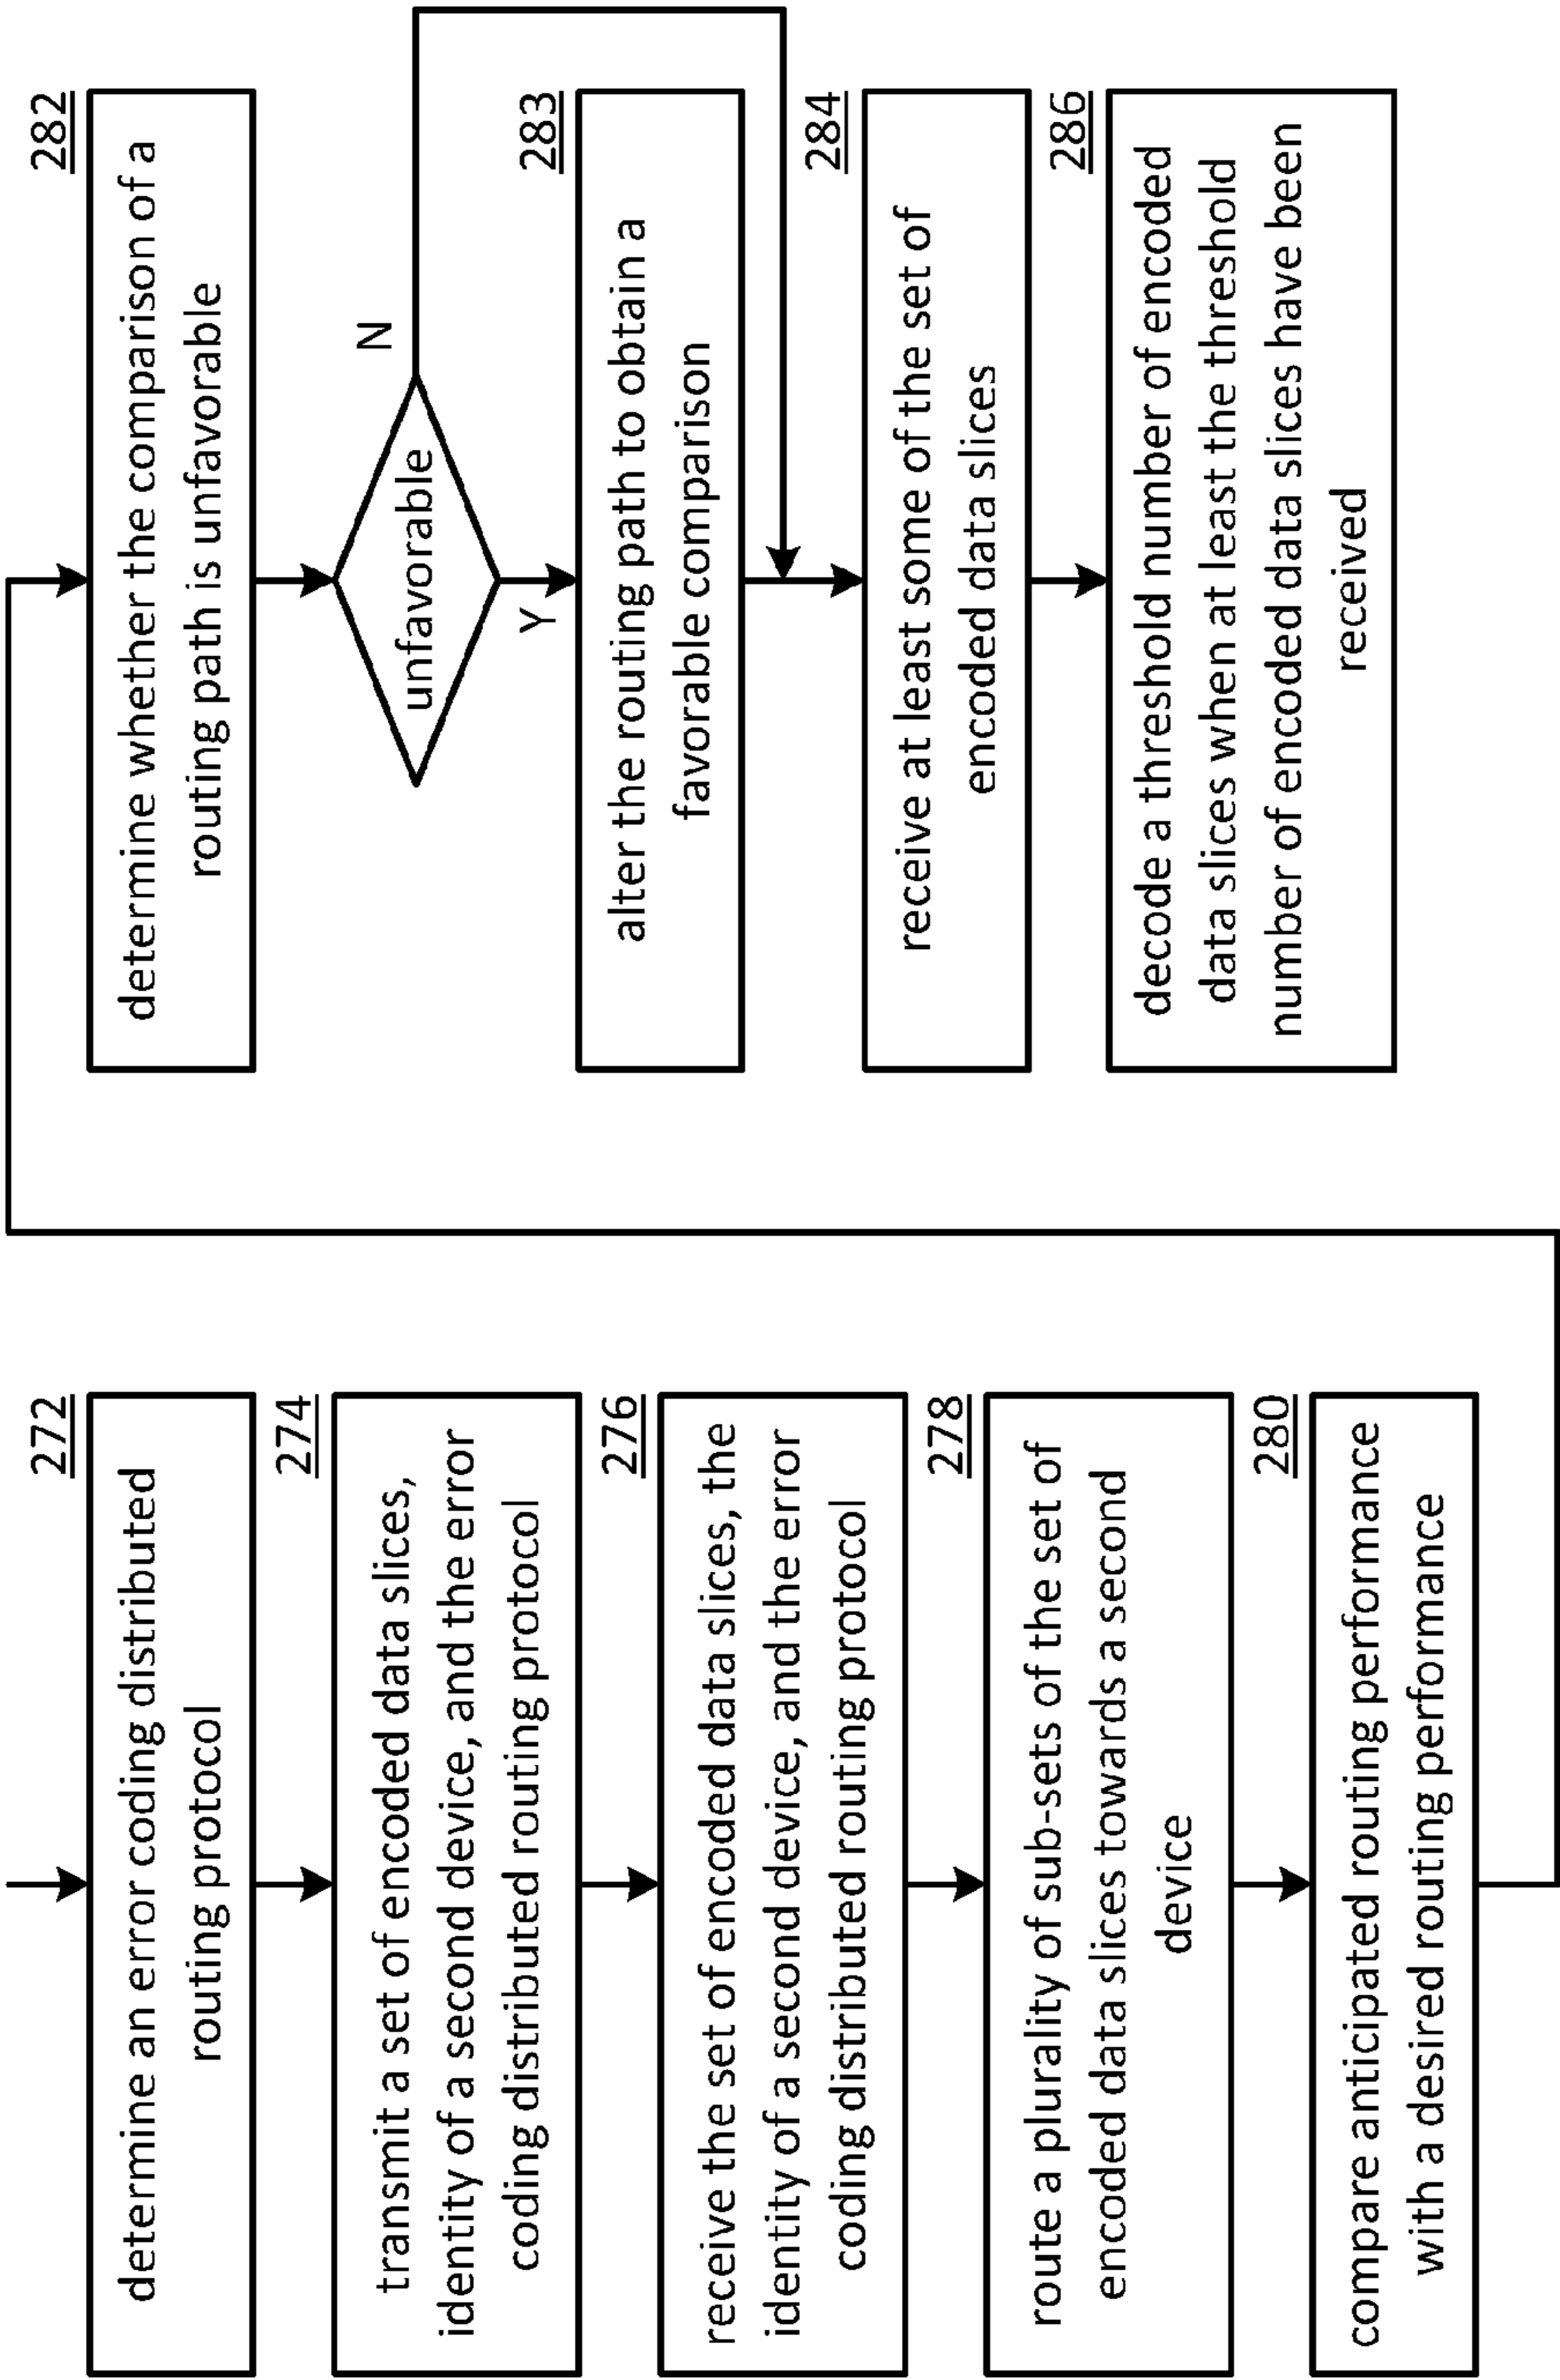 272
determine an error coding distributed
routing protocol
274
transmit a set of encoded data slices,
identity of a second device, and the error
coding distributed routing protocol
276
receive the set of encoded data slices, the
identity of a second device, and the error
coding distributed routing protocol
278
route a plurality of sub-sets of the set of
encoded data slices towards a second
device
280
compare anticipated routing performance
with a desired routing performance
282
determine whether the comparison of a
routing path is unfavorable
unfavorable
N
Y
283
alter the routing path to obtain a
favorable comparison
284
receive at least some of the set of
encoded data slices
286
decode a threshold number of encoded
data slices when at least the threshold
number of encoded data slices have been
received